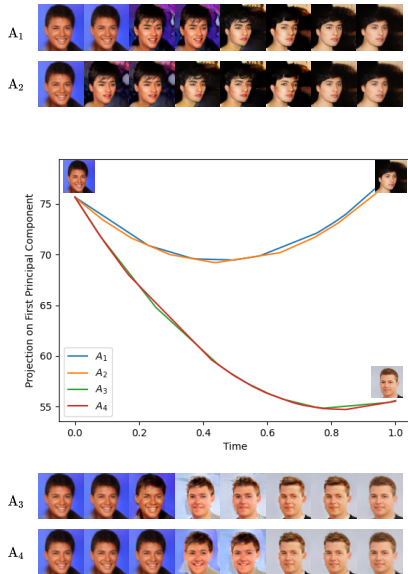 A1
A2
Projection on First Principal Component
75
70
65
60
55
A1
A2
A3
A4
0.0 0.2 0.4 0.6 0.8 1.0
Time
A3
A4